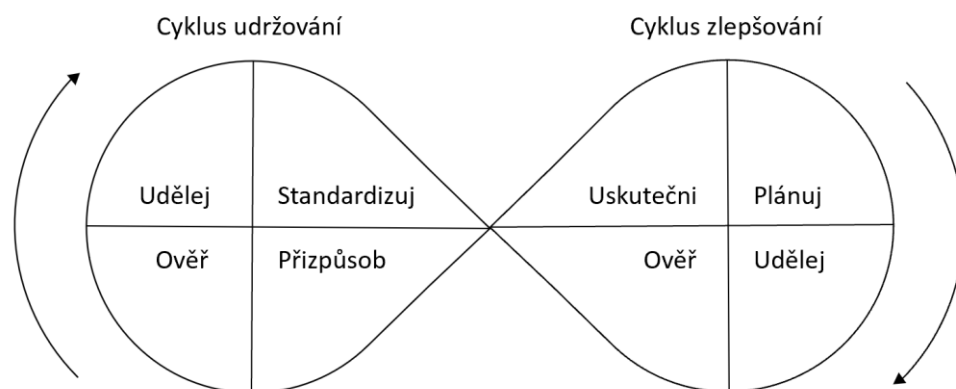 Cyklus udržování
Cyklus zlepšování
Udělej
Standardizuj
Uskutečni
Plánuj
Ověř
Přizpůsob
Ověř
Udělej